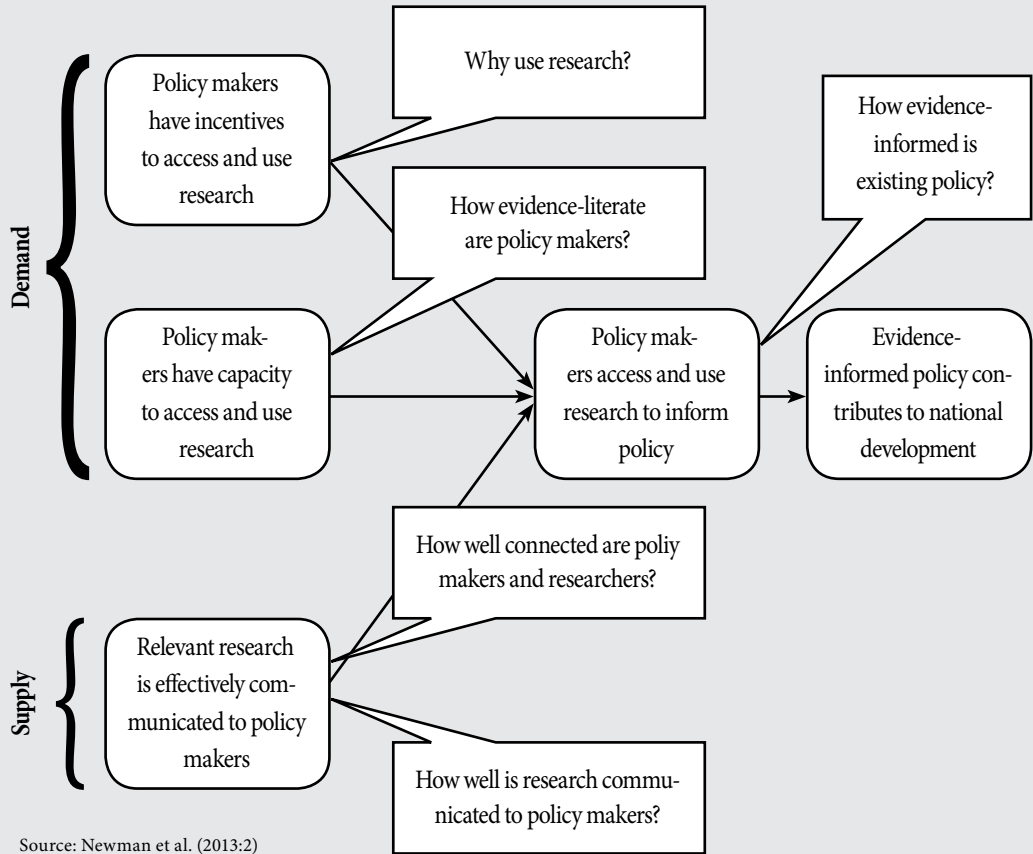 Demand
Policy makers
have incentives
to access and use
research
Why use research?
How evidence-literate
are policy makers?
How evidence-
informed is
existing policy?
Policy mak-
ers have capacity
to access and use
research
Policy mak-
ers access and use
research to inform
policy
Evidence-
informed policy con-
tributes to national
development
Supply
Relevant research
is effectively com-
municated to policy
makers
How well connected are poliy
makers and researchers?
How well is research commu-
nicated to policy makers?
Source: Newman et al. (2013:2)